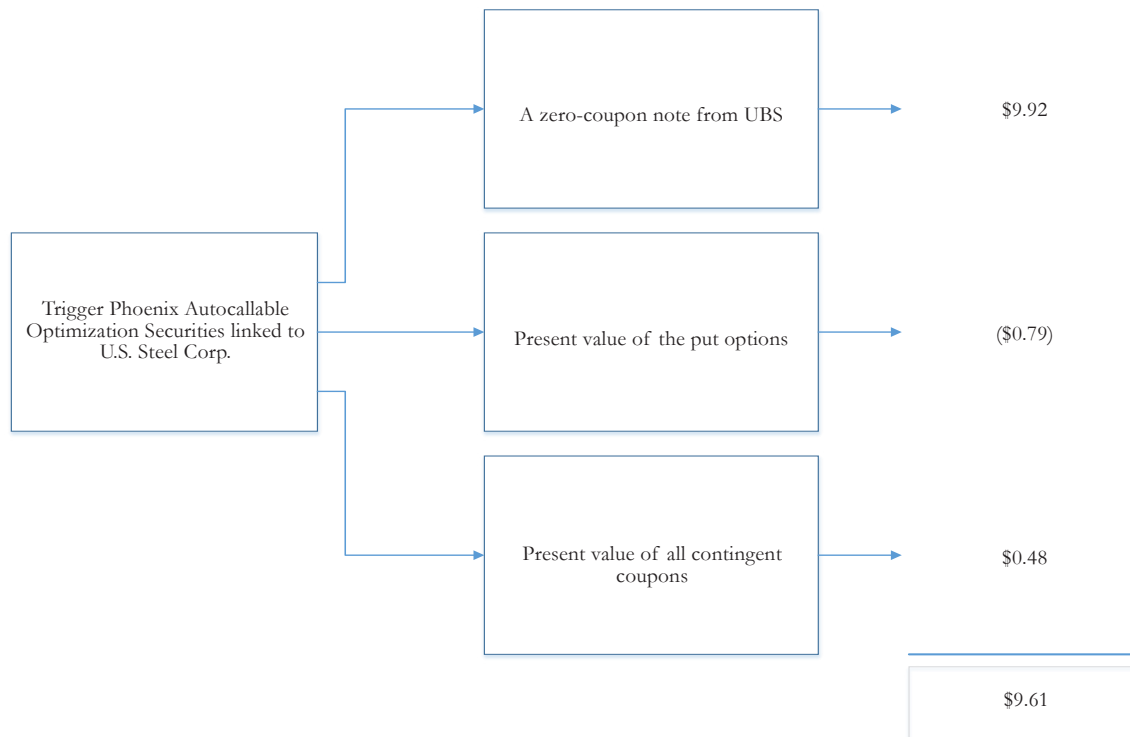 A zero-coupon note from UBS
$9.92
Trigger Phoenix Autocallable
Optimization Securities linked to
U.S. Steel Corp.
Present value of the put options
($0.79)
Present value of all contingent
coupons
$0.48
$9.61